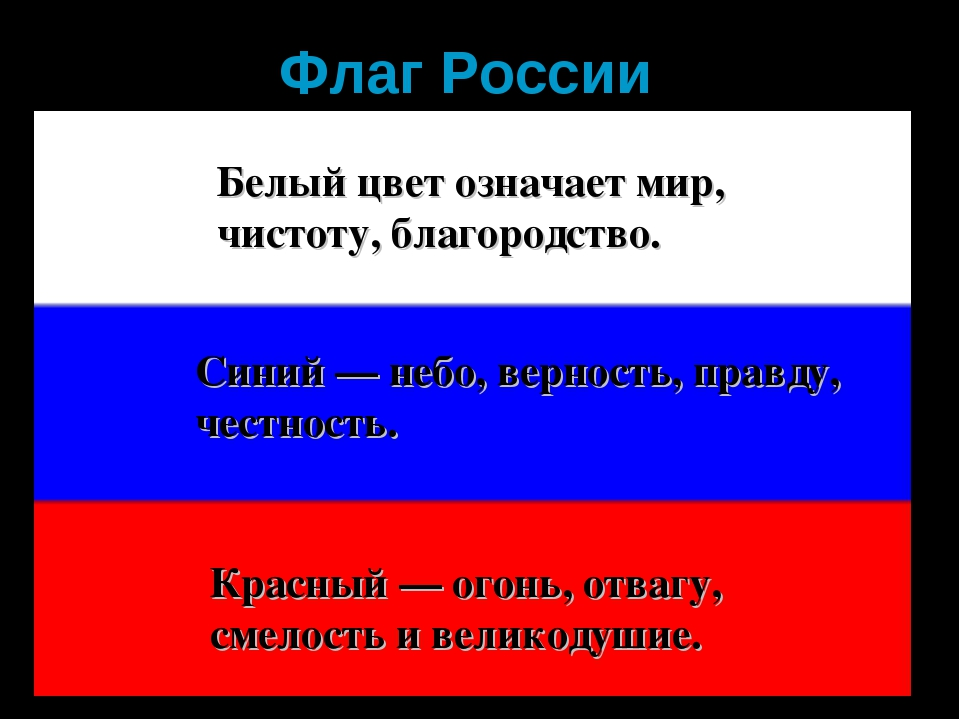 Флаг России
Белый цвет означает мир,
чистоту, благородство.
Синий — небо, верность, правду,
честность.
Красный — огонь, отвагу,
смелость и великодушие.